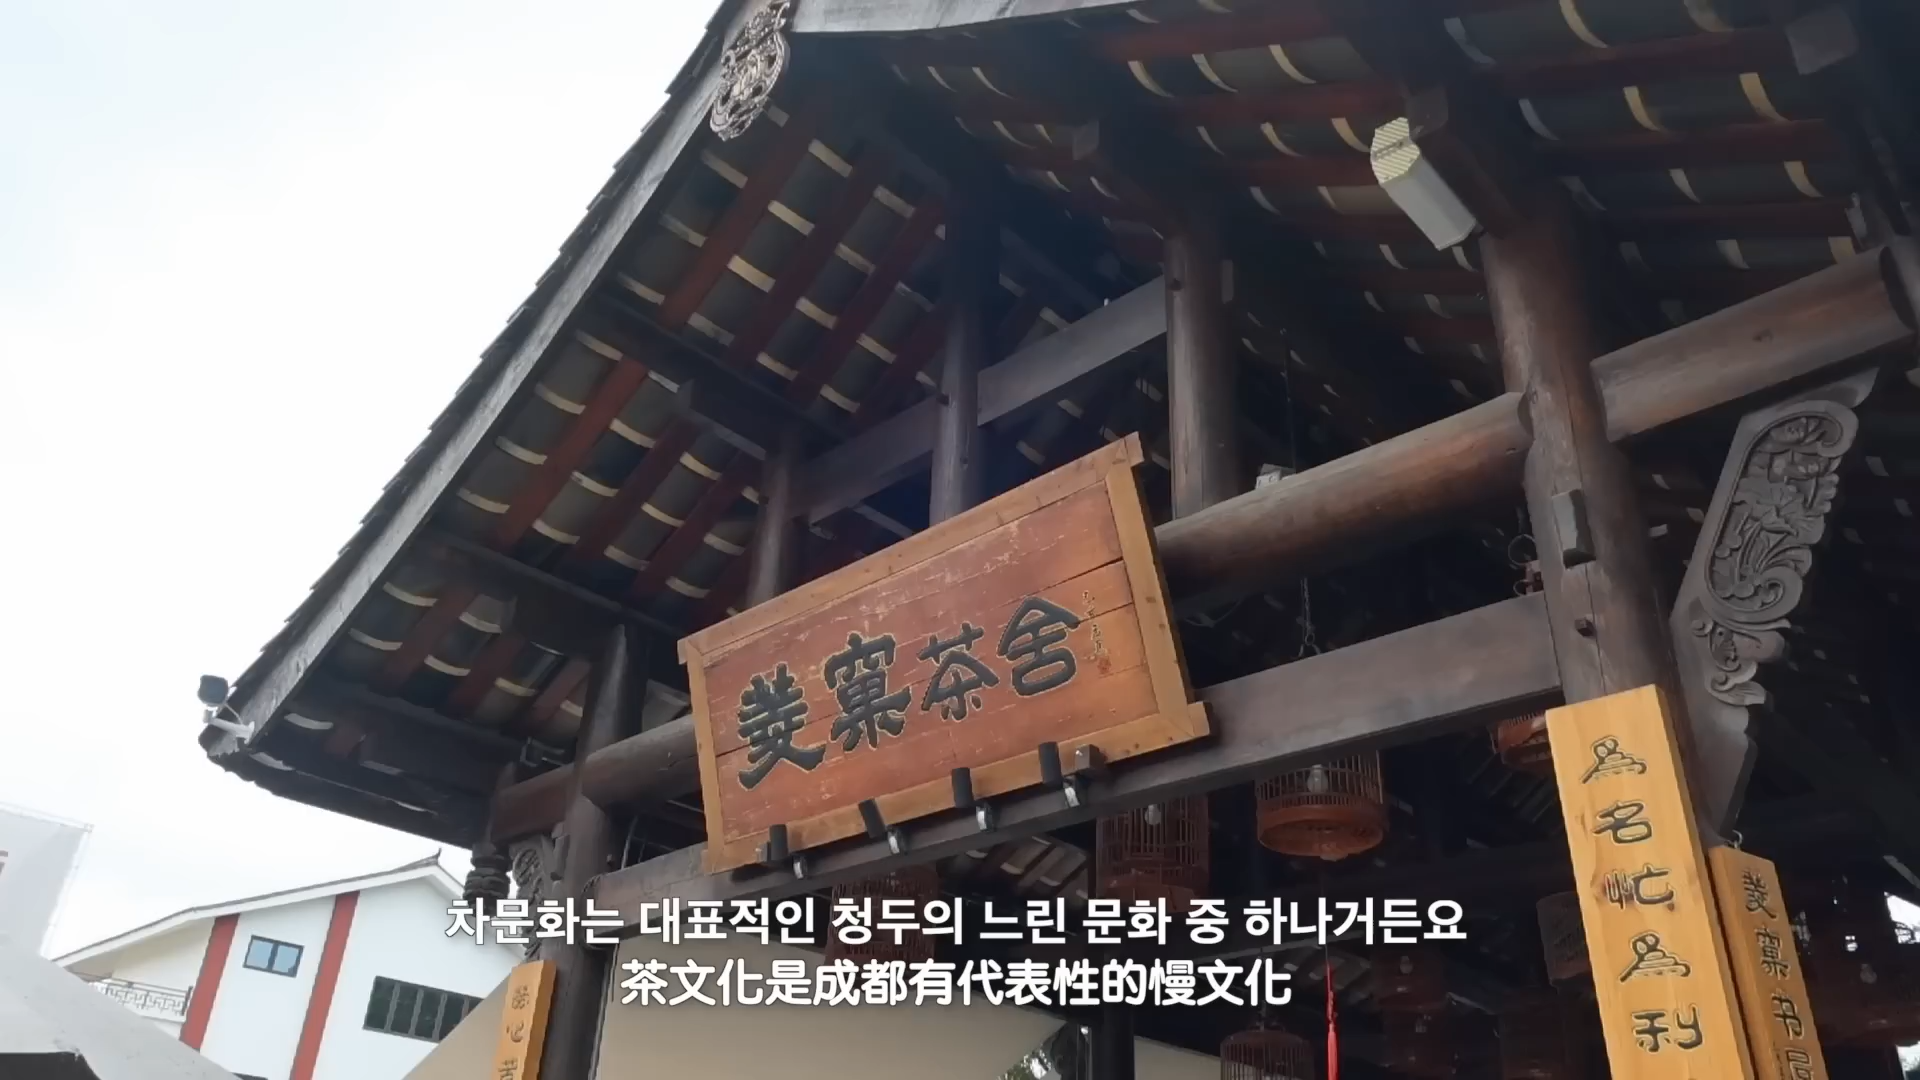 菱窠茶舍
為名忙為利
菱窠书
차문화는 대표적인 청두의 느린 문화 중 하나거든요
茶文化是成都有代表性的慢文化